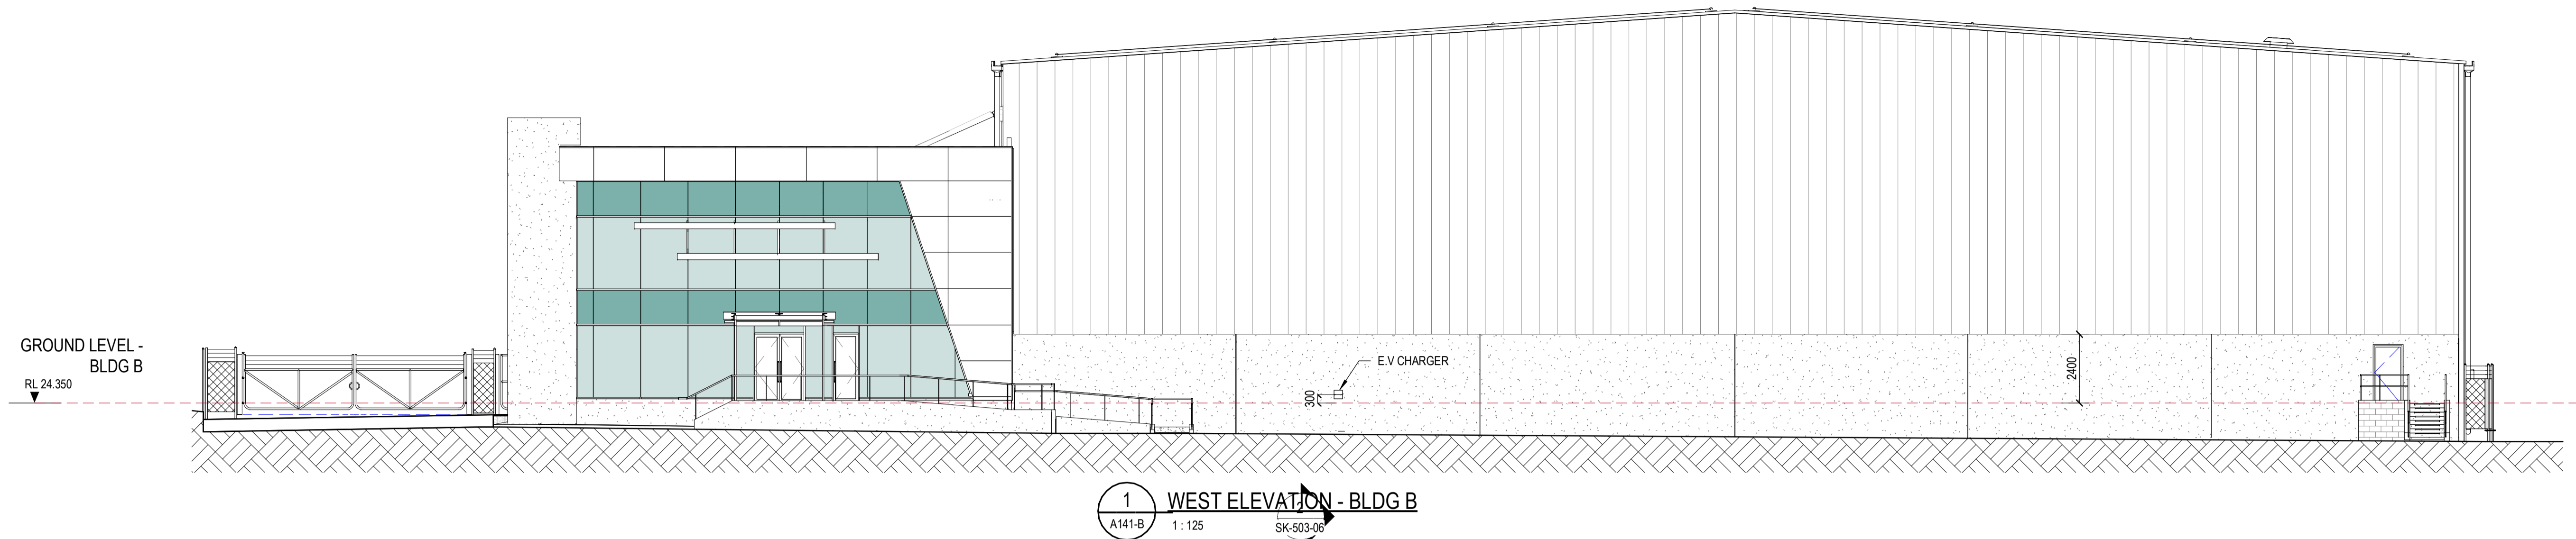 GROUND LEVEL -
BLDG B
RL 24.350
E.V CHARGER
300
2400
1
A141-B
WEST ELEVATION - BLDG B
1 : 125
2
SK-503-06